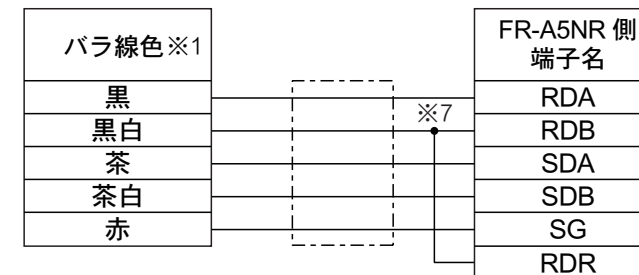 バラ線色※1
FR-A5NR 側
端子名
黒
RDA
黒白
※7
RDB
茶
SDA
茶白
SDB
赤
SG
RDR